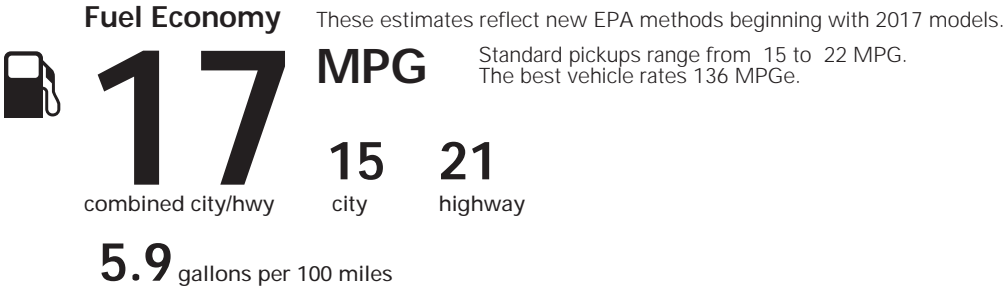 Fuel Economy These estimates reflect new EPA methods beginning with 2017 models.
17 MPG Standard pickups range from 15 to 22 MPG.
The best vehicle rates 136 MPGe.
15 21
combined city/hwy city highway
5.9 gallons per 100 miles